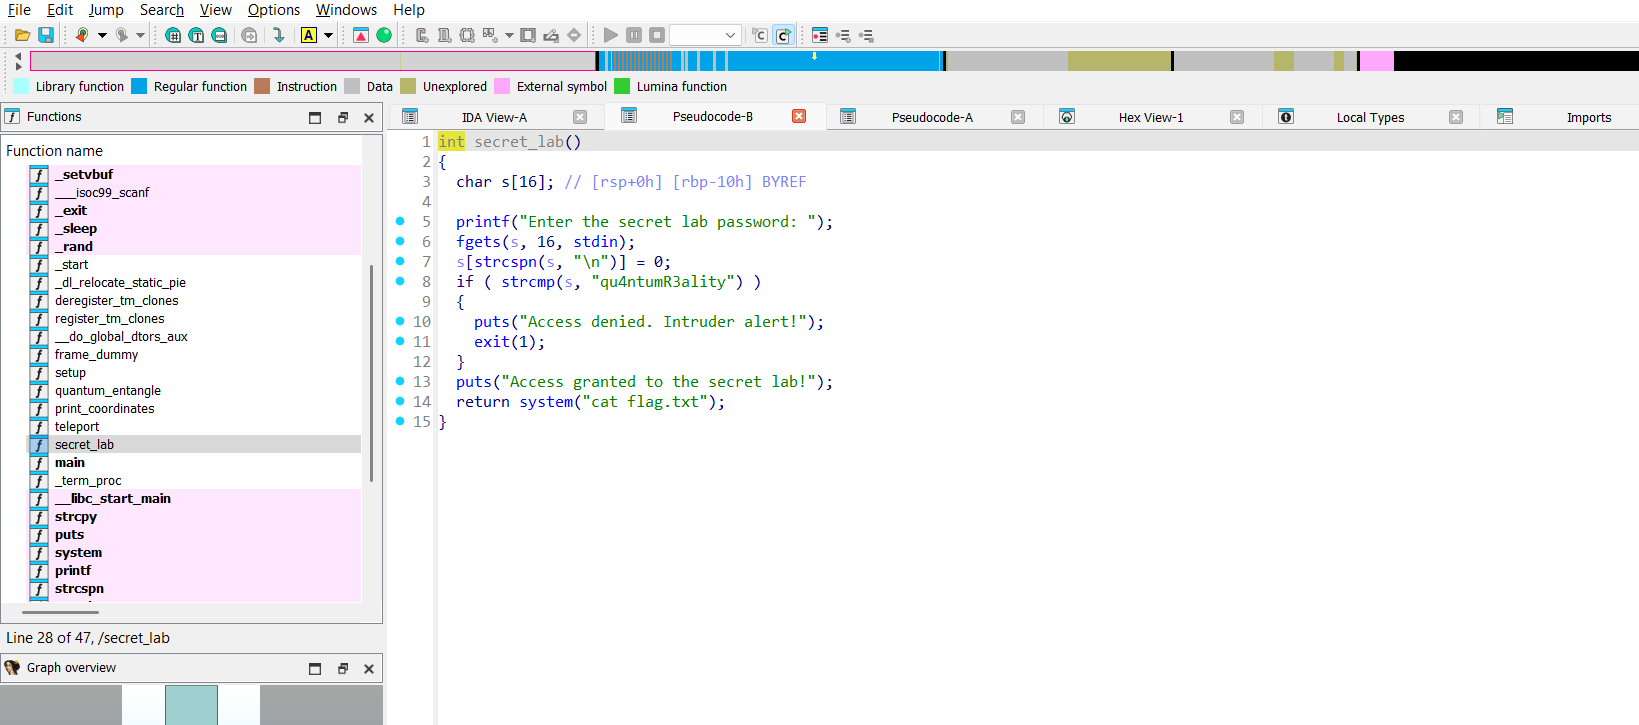 File Edit Jump Search View Options Windows Help
Library function Regular function Instruction Data Unexplored External symbol Lumina function
Functions
IDA View-A Pseudocode-B Pseudocode-A Hex View-1 Local Types Imports
Function name
_setvbuf
___isoc99_scanf
_exit
_sleep
_rand
_start
_dl_relocate_static_pie
deregister_tm_clones
register_tm_clones
__do_global_dtors_aux
frame_dummy
setup
quantum_entangle
print_coordinates
teleport
secret_lab
main
_term_proc
__libc_start_main
strcpy
puts
system
printf
strcspn
Line 28 of 47, /secret_lab
Graph overview
1 int secret_lab()
2 {
3 char s[16]; // [rsp+0h] [rbp-10h] BYREF
4
5 printf("Enter the secret lab password: ");
6 fgets(s, 16, stdin);
7 s[strcspn(s, "\n")] = 0;
8 if ( strcmp(s, "qu4ntumR3ality") )
9 {
10 puts("Access denied. Intruder alert!");
11 exit(1);
12 }
13 puts("Access granted to the secret lab!");
14 return system("cat flag.txt");
15 }